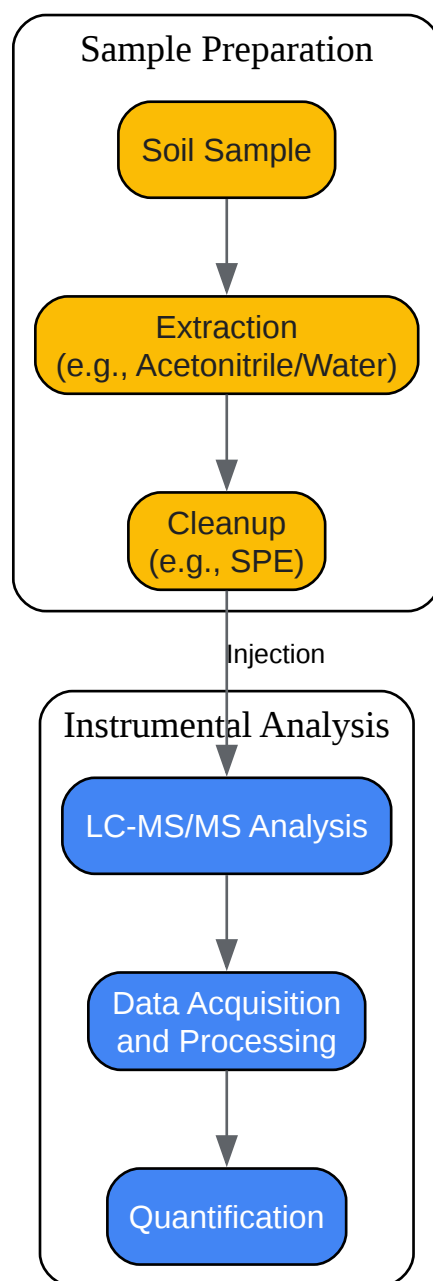 Sample Preparation
Soil Sample
Extraction
(e.g., Acetonitrile/Water)
Cleanup
(e.g., SPE)
Injection
Instrumental Analysis
LC-MS/MS Analysis
Data Acquisition
and Processing
Quantification